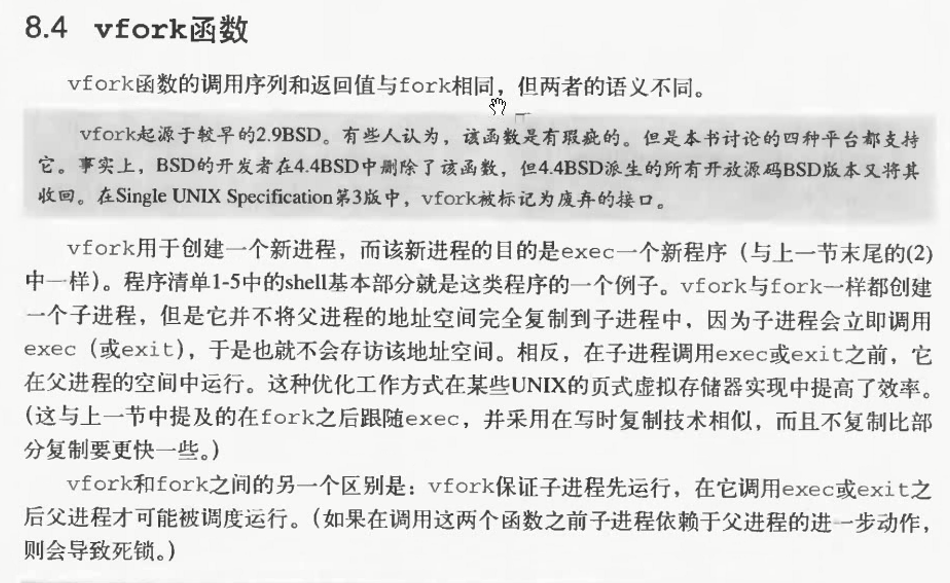 8.4 vfork函数
vfork函数的调用序列和返回值与fork相同，但两者的语义不同。
vfork起源于较早的2.9BSD。有些人认为，该函数是有瑕疵的。但是本书讨论的四种平台都支持
它。事实上，BSD的开发者在4.4BSD中删除了该函数，但4.4BSD派生的所有开放源码BSD版本又将其
收回。在Single UNIX Specification第3版中，vfork被标记为废弃的接口。
vfork用于创建一个新进程，而该新进程的目的是exec一个新程序（与上一节末尾的(2)
中一样）。程序清单1-5中的shell基本部分就是这类程序的一个例子。vfork与fork一样都创建
一个子进程，但是它并不将父进程的地址空间完全复制到子进程中，因为子进程会立即调用
exec（或exit），于是也就不会存访该地址空间。相反，在子进程调用exec或exit之前，它
在父进程的空间中运行。这种优化工作方式在某些UNIX的页式虚拟存储器实现中提高了效率。
（这与上一节中提及的在fork之后跟随exec，并采用在写时复制技术相似，而且不复制比部
分复制要更快一些。）
vfork和fork之间的另一个区别是：vfork保证子进程先运行，在它调用exec或exit之
后父进程才可能被调度运行。（如果在调用这两个函数之前子进程依赖于父进程的进一步动作，
则会导致死锁。）